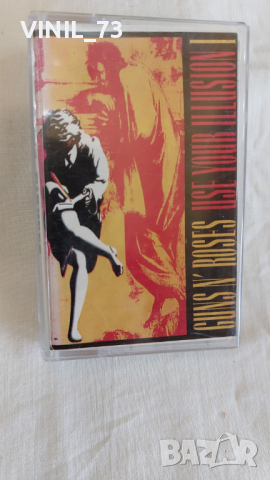 VINIL_73
GUNS N' ROSES USE YOUR ILLUSION I
BAZAR